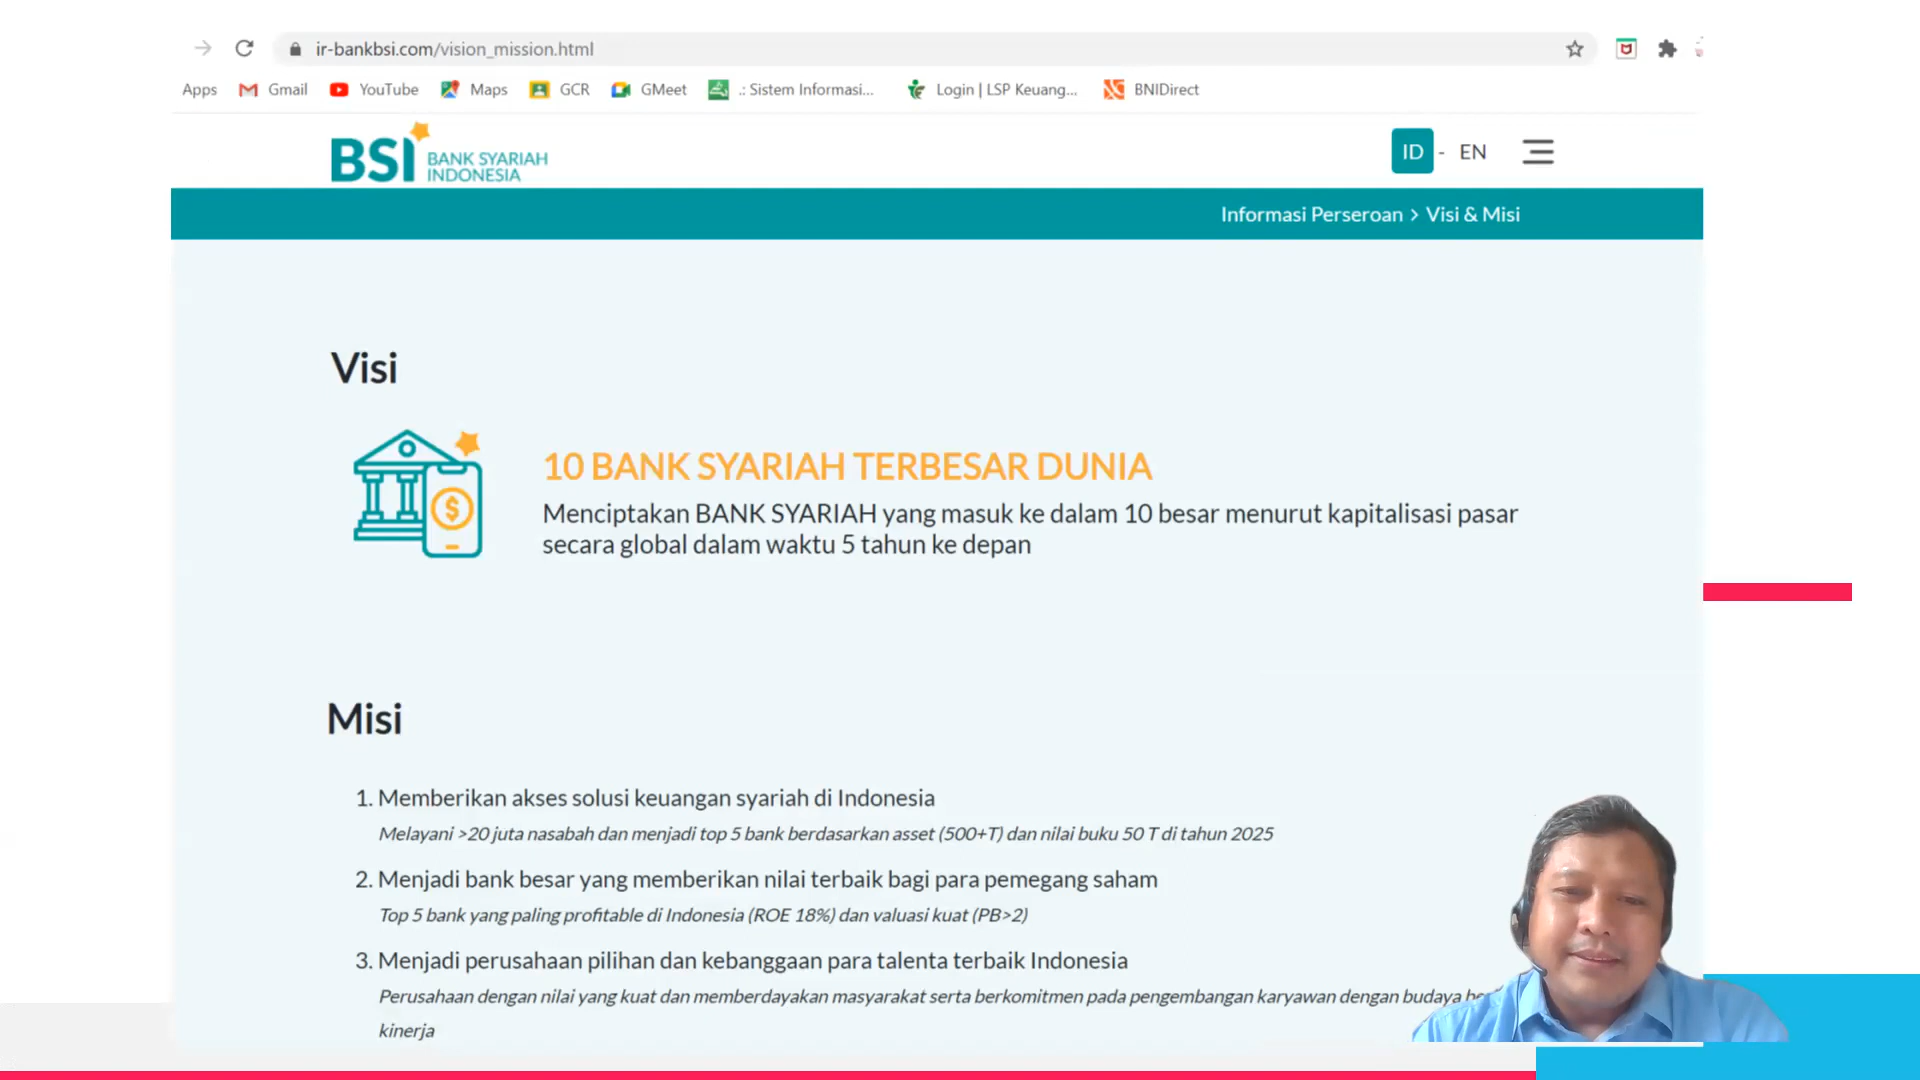 ir-bankbsi.com/vision_mission.html
Apps Gmail YouTube Maps GCR GMeet .: Sistem Informasi... Login | LSP Keuang... BNIDirect
BSI BANK SYARIAH
INDONESIA
ID - EN
Informasi Perseroan > Visi & Misi
Visi
10 BANK SYARIAH TERBESAR DUNIA
Menciptakan BANK SYARIAH yang masuk ke dalam 10 besar menurut kapitalisasi pasar
secara global dalam waktu 5 tahun ke depan
Misi
1. Memberikan akses solusi keuangan syariah di Indonesia
Melayani >20 juta nasabah dan menjadi top 5 bank berdasarkan asset (500+T) dan nilai buku 50 T di tahun 2025
2. Menjadi bank besar yang memberikan nilai terbaik bagi para pemegang saham
Top 5 bank yang paling profitable di Indonesia (ROE 18%) dan valuasi kuat (PB>2)
3. Menjadi perusahaan pilihan dan kebanggaan para talenta terbaik Indonesia
Perusahaan dengan nilai yang kuat dan memberdayakan masyarakat serta berkomitmen pada pengembangan karyawan dengan budaya
kinerja